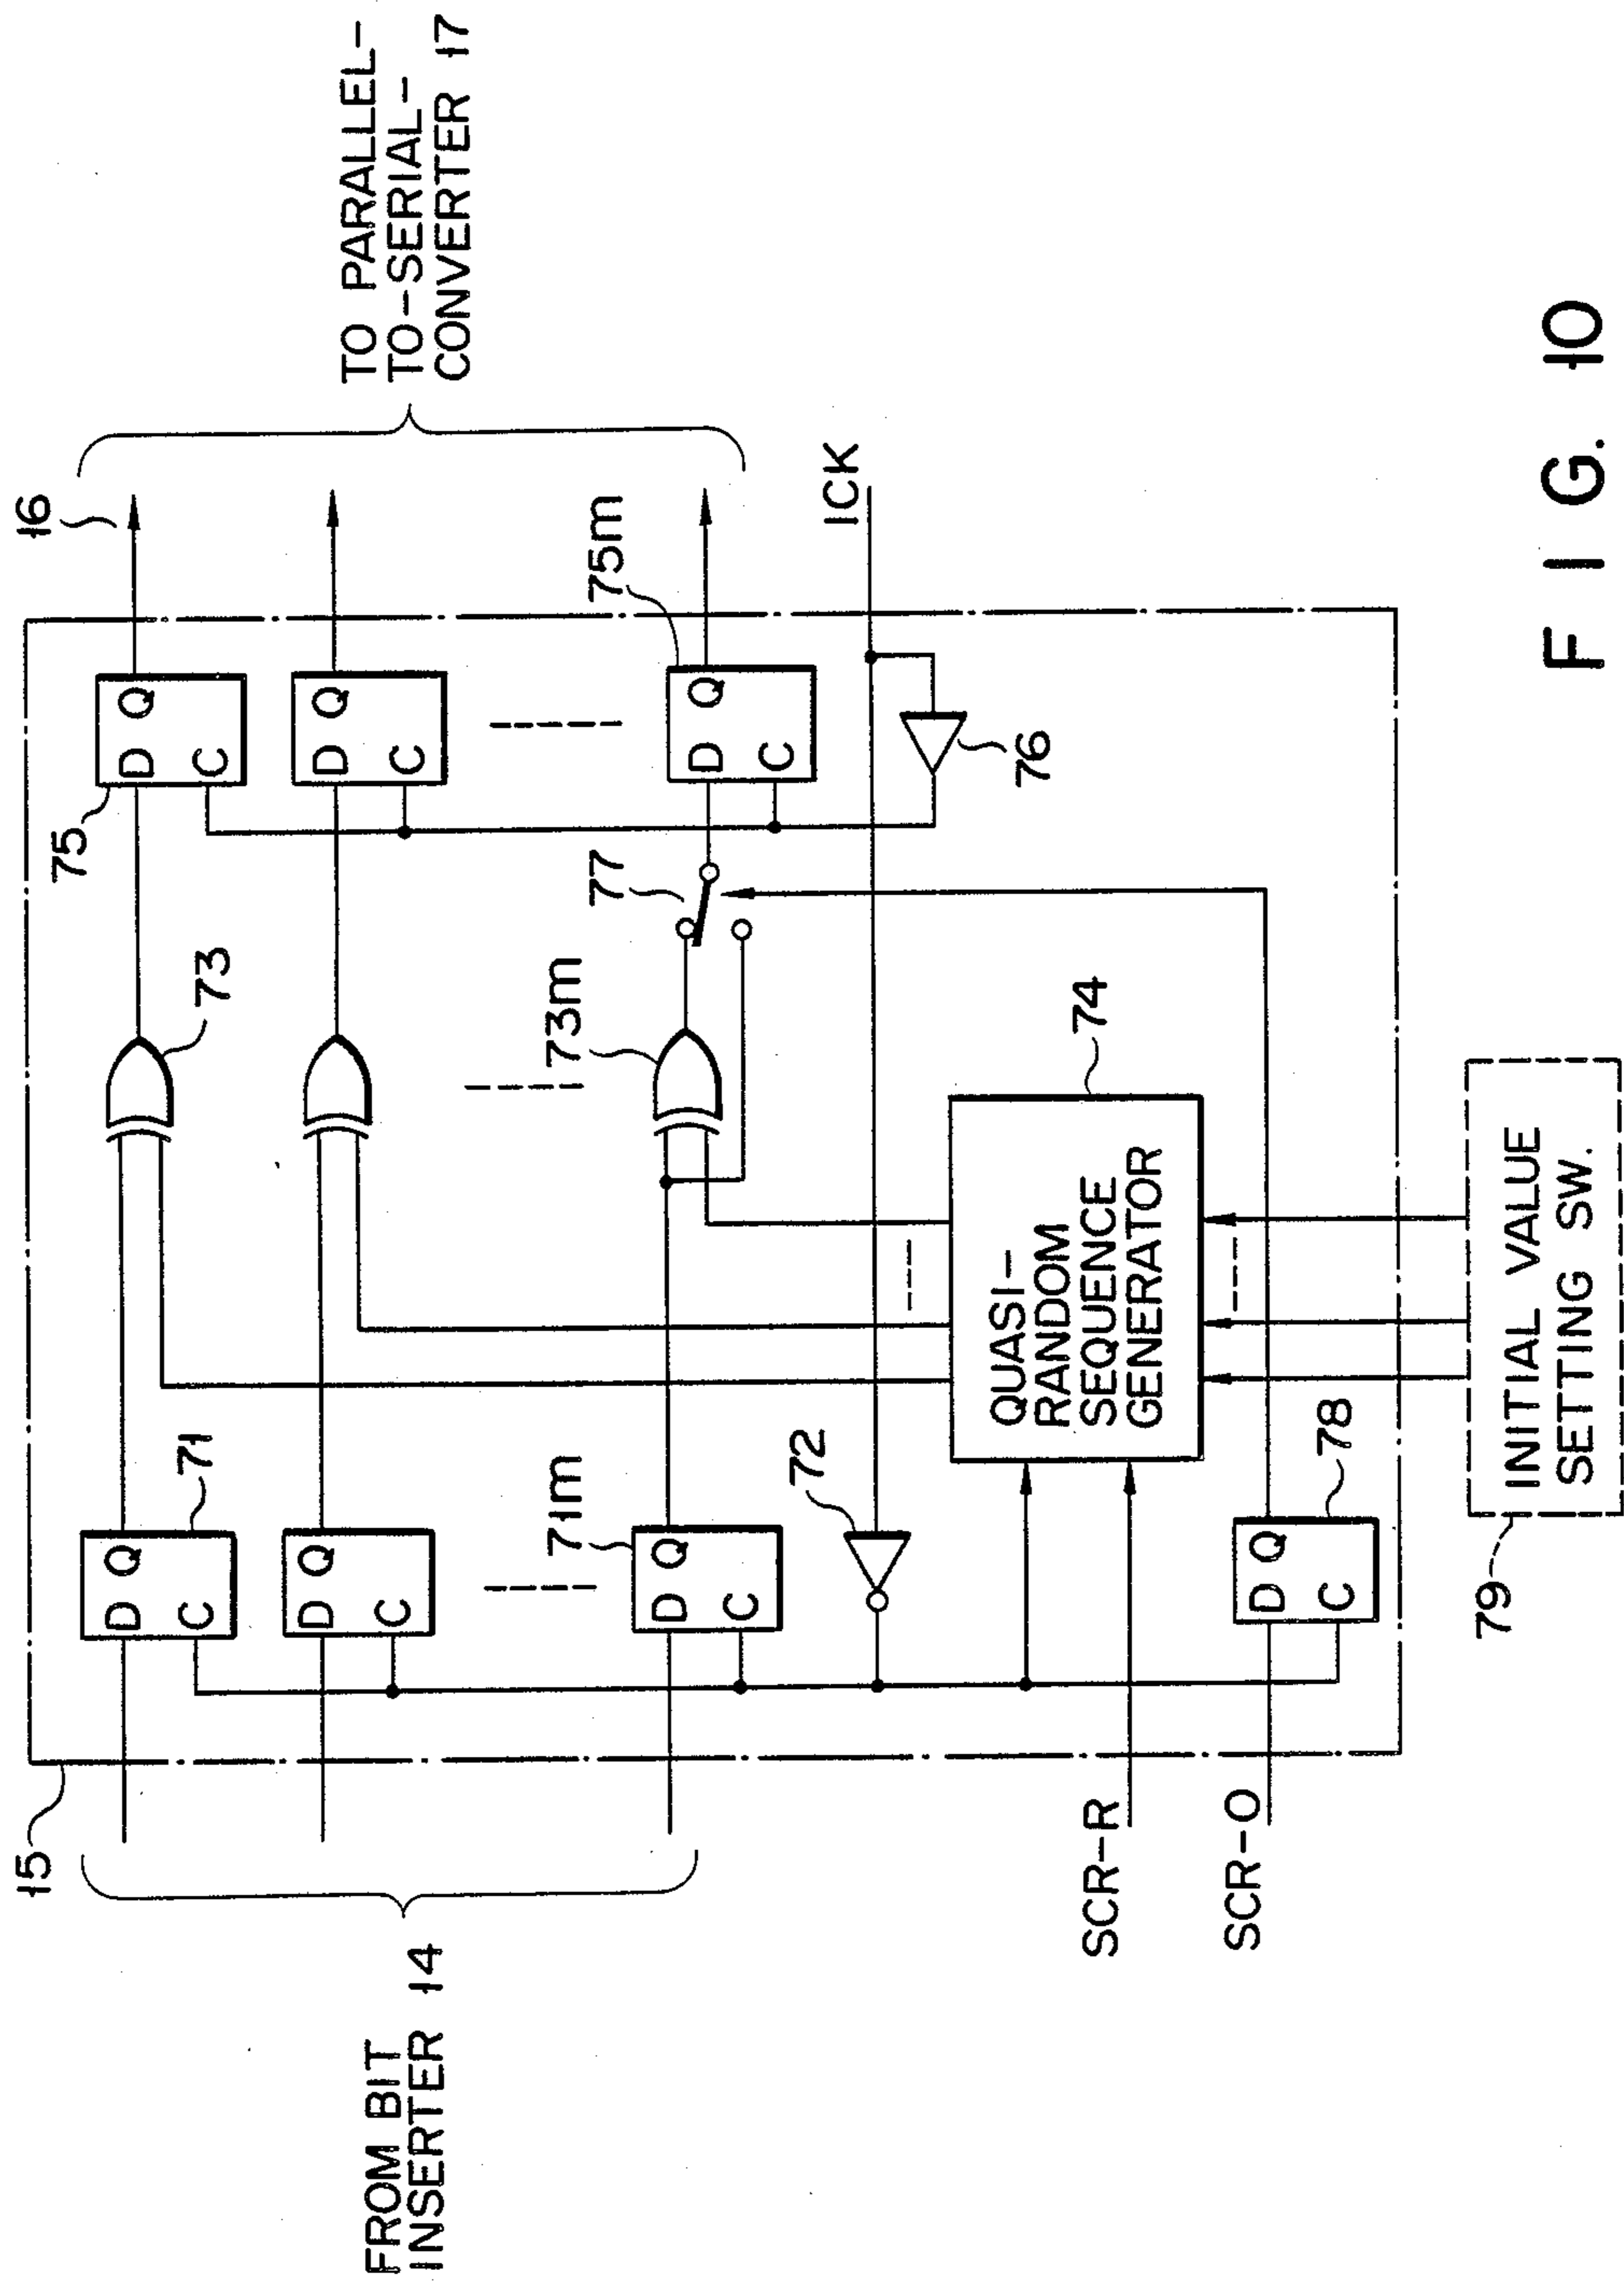 FROM BIT
INSERTER 14
15
D Q
C
71
D Q
C
71m
D Q
C
72
SCR-R
SCR-O
D Q
C
78
73
73m
QUASI-
RANDOM
SEQUENCE
GENERATOR
74
77
75
D Q
C
D Q
C
75m
D Q
C
76
ICK
16
TO PARALLEL-
TO-SERIAL-
CONVERTER 17
79
INITIAL VALUE
SETTING SW.
FIG. 10